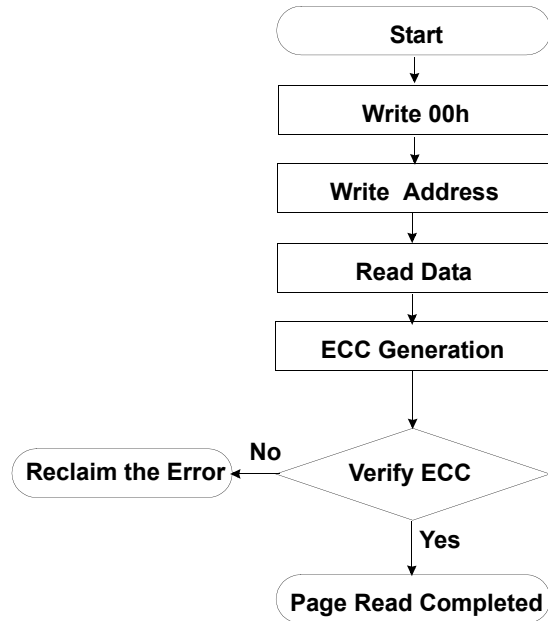 Start
Write 00h
Write Address
Read Data
ECC Generation
No
Reclaim the Error
Verify ECC
Yes
Page Read Completed